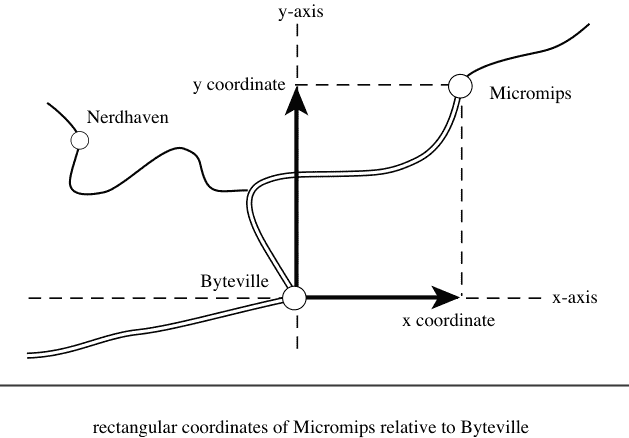 y-axis
y coordinate
Micromips
Nerdhaven
Byteville
x-axis
x coordinate
rectangular coordinates of Micromips relative to Byteville